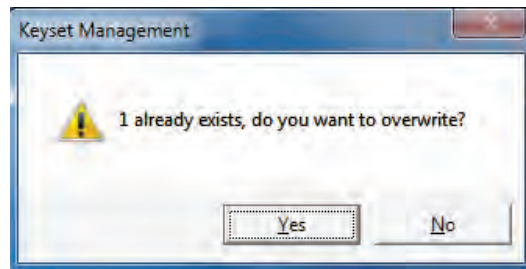 Keyset Management
1 already exists, do you want to overwrite?
Yes
No